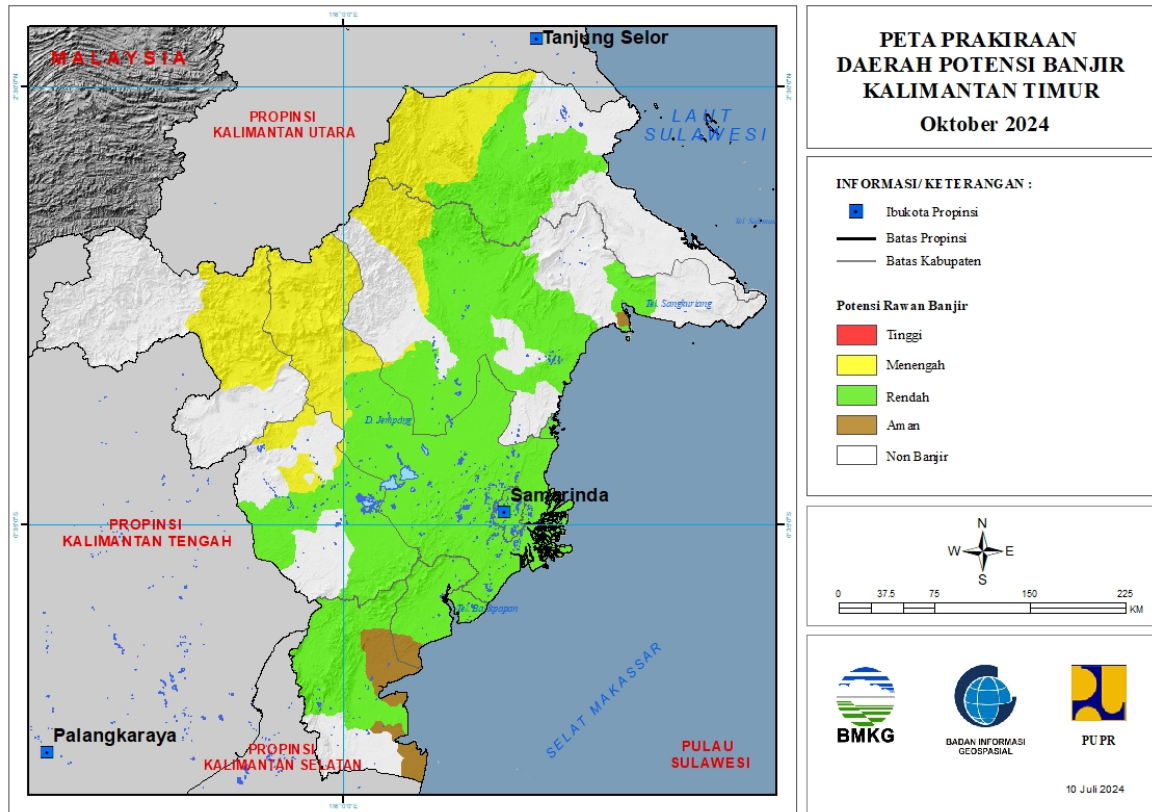 Tanjung Selor
MALAYSIA
PROPINSI
KALIMANTAN UTARA
LAUT
SULAWESI
Tel. Sangkuriang
D. Jempang
Samarinda
PROPINSI
KALIMANTAN TENGAH
SELAT MAKASSAR
Palangkaraya
PROPINSI
KALIMANTAN SELATAN
PULAU
SULAWESI
PETA PRAKIRAAN
DAERAH POTENSI BANJIR
KALIMANTAN TIMUR
Oktober 2024
INFORMASI/KETERANGAN :
Ibukota Propinsi
Batas Propinsi
Batas Kabupaten
Potensi Rawan Banjir
Tinggi
Menengah
Rendah
Aman
Non Banjir
N
W E
S
0 37.5 75 150 225
KM
BMKG
BADAN INFORMASI
GEOSPASIAL
PUPR
10 Juli 2024